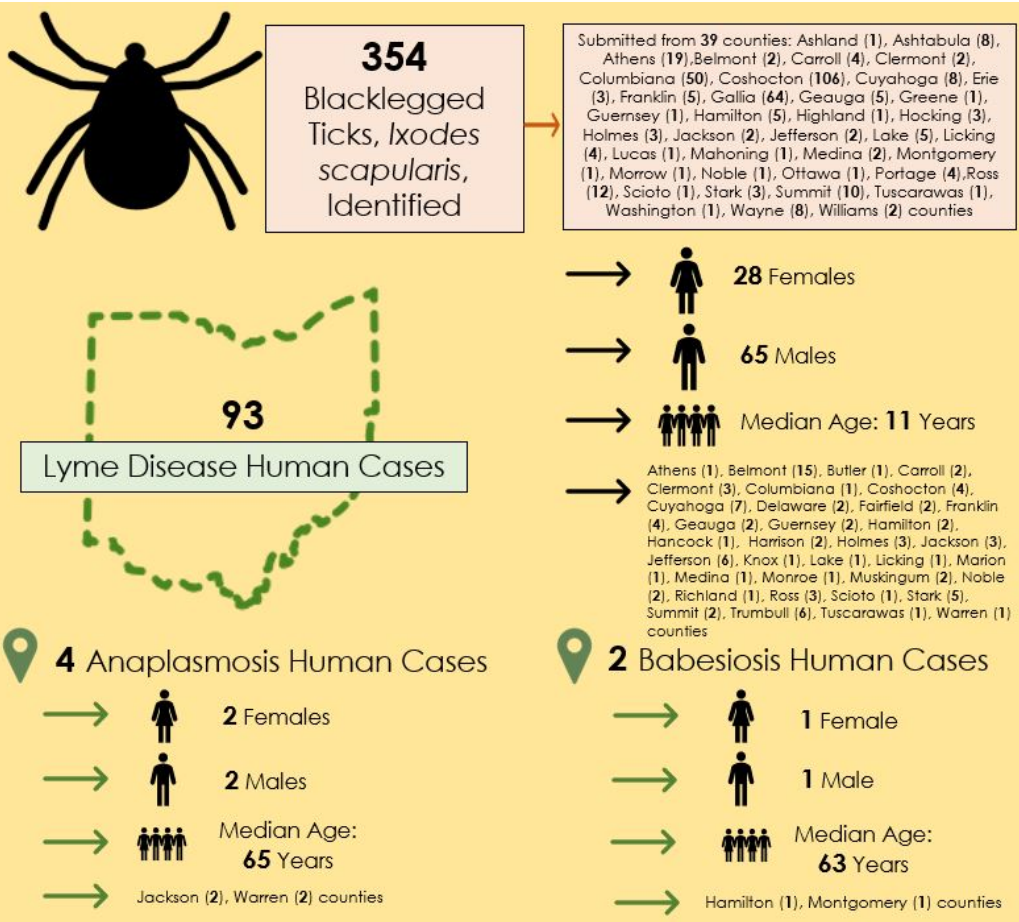 354
Blacklegged
Ticks, Ixodes
scapularis,
Identified
Submitted from 39 counties: Ashland (1), Ashtabula (8),
Athens (19),Belmont (2), Carroll (4), Clermont (2),
Columbiana (50), Coshocton (106), Cuyahoga (8), Erie
(3), Franklin (5), Gallia (64), Geauga (5), Greene (1),
Guernsey (1), Hamilton (5), Highland (1), Hocking (3),
Holmes (3), Jackson (2), Jefferson (2), Lake (5), Licking
(4), Lucas (1), Mahoning (1), Medina (2), Montgomery
(1), Morrow (1), Noble (1), Ottawa (1), Portage (4),Ross
(12), Scioto (1), Stark (3), Summit (10), Tuscarawas (1),
Washington (1), Wayne (8), Williams (2) counties
93
Lyme Disease Human Cases
28 Females
65 Males
Median Age: 11 Years
Athens (1), Belmont (15), Butler (1), Carroll (2),
Clermont (3), Columbiana (1), Coshocton (4),
Cuyahoga (7), Delaware (2), Fairfield (2), Franklin
(4), Geauga (2), Guernsey (2), Hamilton (2),
Hancock (1), Harrison (2), Holmes (3), Jackson (3),
Jefferson (6), Knox (1), Lake (1), Licking (1), Marion
(1), Medina (1), Monroe (1), Muskingum (2), Noble
(2), Richland (1), Ross (3), Scioto (1), Stark (5),
Summit (2), Trumbull (6), Tuscarawas (1), Warren (1)
counties
4 Anaplasmosis Human Cases
2 Females
2 Males
Median Age:
65 Years
Jackson (2), Warren (2) counties
2 Babesiosis Human Cases
1 Female
1 Male
Median Age:
63 Years
Hamilton (1), Montgomery (1) counties